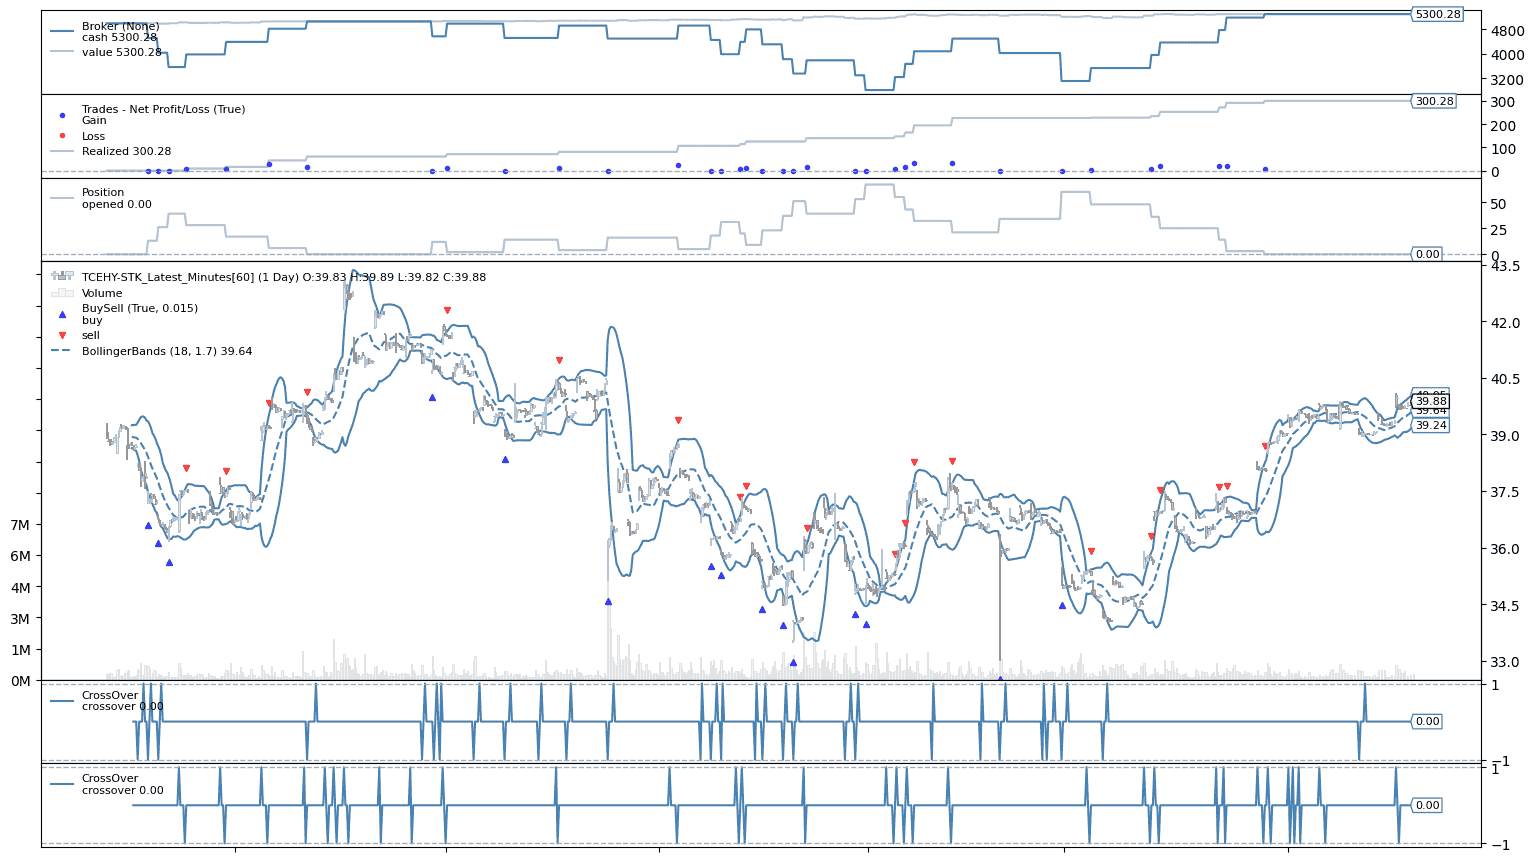 Broker (None)
cash 5300.28
value 5300.28
5300.28
4800
4000
3200
Trades - Net Profit/Loss (True)
Gain
Loss
Realized 300.28
300.28
300
200
100
0
Position
opened 0.00
50
25
0
0.00
TCEHY-STK_Latest_Minutes[60] (1 Day) O:39.83 H:39.89 L:39.82 C:39.88
Volume
BuySell (True, 0.015)
buy
sell
BollingerBands (18, 1.7) 39.64
43.5
42.0
40.5
39.88
39.64
39.24
39.0
37.5
36.0
34.5
33.0
7M
6M
4M
3M
1M
0M
CrossOver
crossover 0.00
1
0.00
−1
CrossOver
crossover 0.00
1
0.00
−1